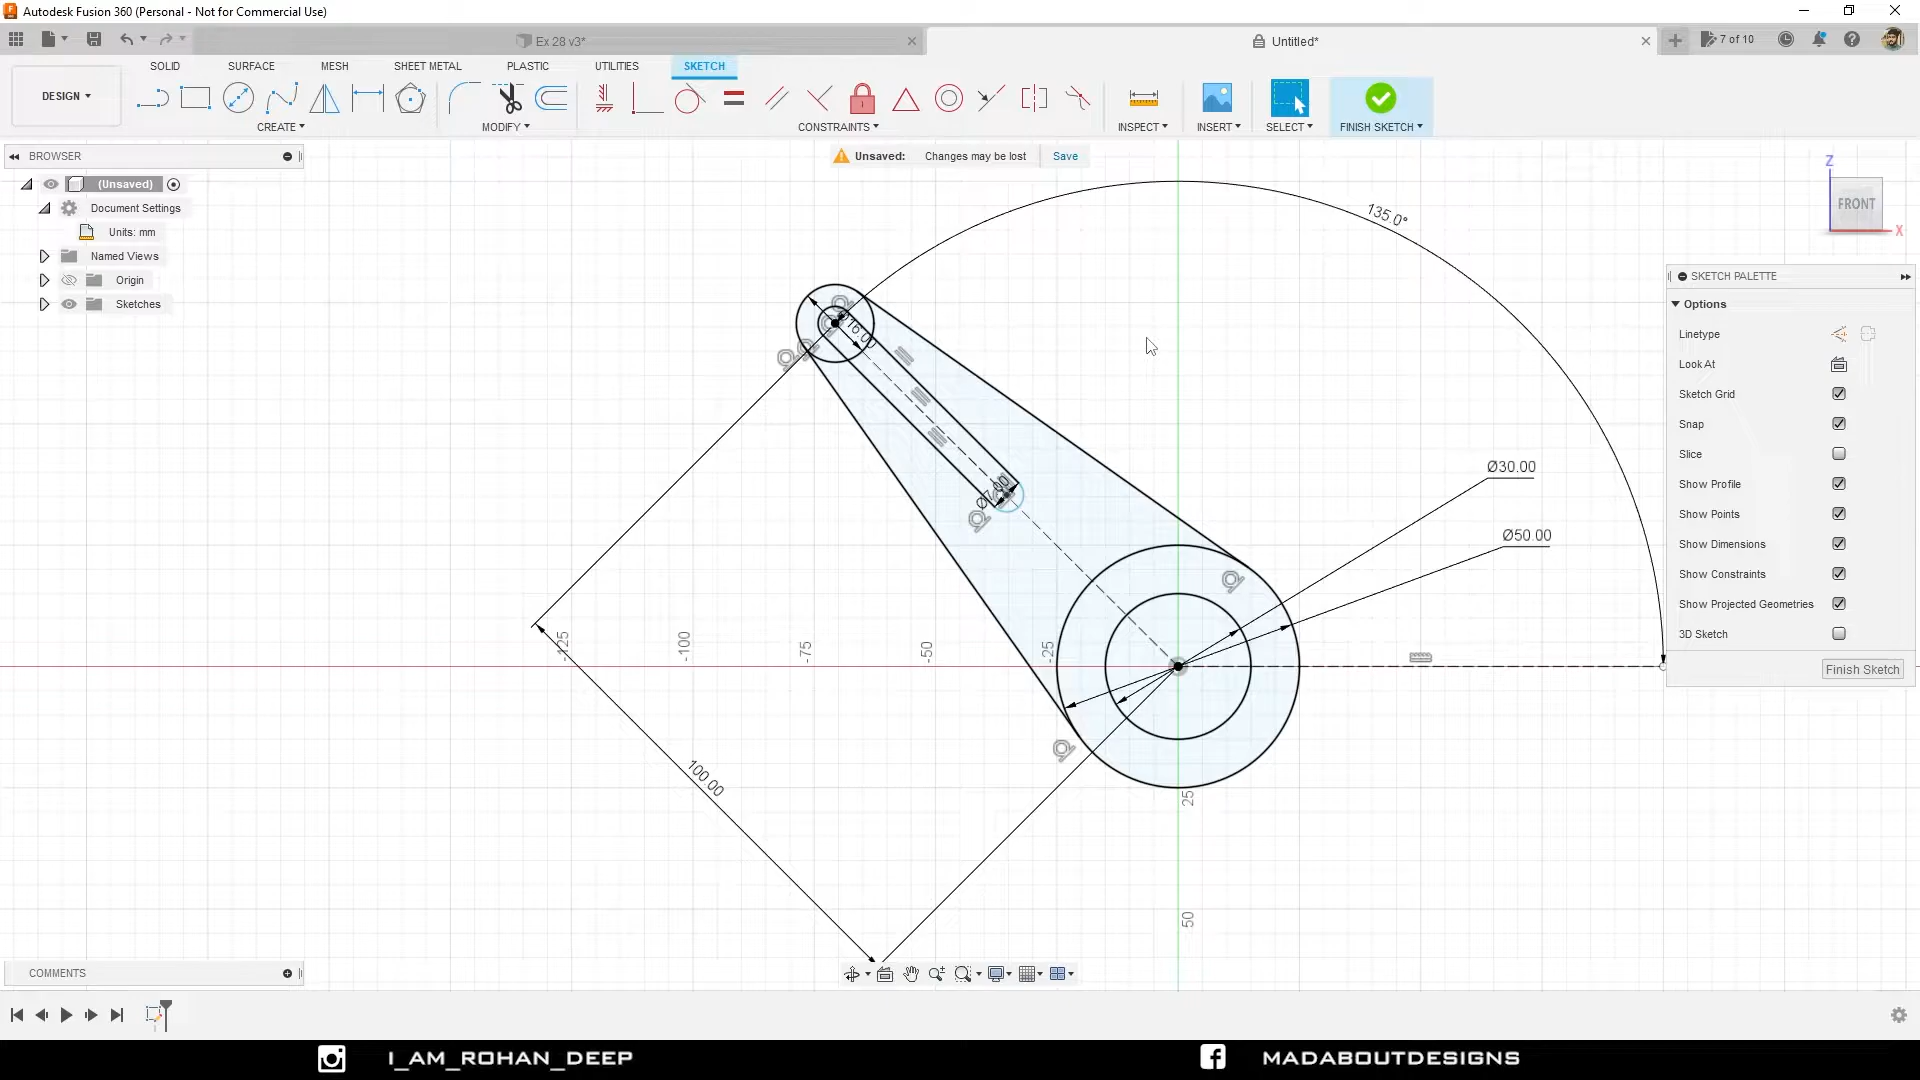 Autodesk Fusion 360 (Personal - Not for Commercial Use)
Ex 28 v3*
Untitled*
7 of 10
SOLID
SURFACE
MESH
SHEET METAL
PLASTIC
UTILITIES
SKETCH
DESIGN
CREATE
MODIFY
CONSTRAINTS
INSPECT
INSERT
SELECT
FINISH SKETCH
BROWSER
Unsaved:
Changes may be lost
Save
(Unsaved)
Document Settings
Units: mm
Named Views
Origin
Sketches
Z
FRONT
X
135.0°
Ø16.00
Ø30.00
Ø50.00
-125
-100
-75
-50
-25
100.00
25
50
SKETCH PALETTE
Options
Linetype
Look At
Sketch Grid
Snap
Slice
Show Profile
Show Points
Show Dimensions
Show Constraints
Show Projected Geometries
3D Sketch
Finish Sketch
COMMENTS
I_AM_ROHAN_DEEP
MADABOUTDESIGNS